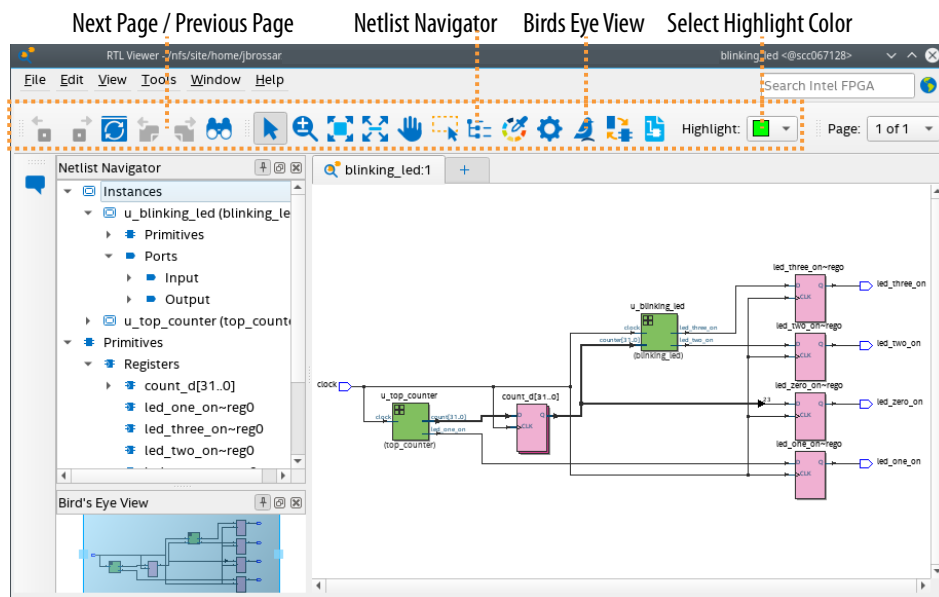 Next Page / Previous Page
Netlist Navigator
Birds Eye View
Select Highlight Color
RTL Viewer - /nfs/site/home/jbrossar
blinking_led <@scc067128>
File Edit View Tools Window Help
Search Intel FPGA
Highlight:
Page: 1 of 1
Netlist Navigator
blinking_led:1 +
Instances
u_blinking_led (blinking_le
Primitives
Ports
Input
Output
u_top_counter (top_counte
Primitives
Registers
count_d[31..0]
led_one_on~reg0
led_three_on~reg0
led_two_on~reg0
Bird's Eye View
led_three_on~reg0
D Q
CLK
led_three_on
u_blinking_led
clock
counter[31..0]
led_three_on
led_two_on
(blinking_led)
led_two_on~reg0
D Q
CLK
led_two_on
led_zero_on~reg0
23
D Q
CLK
led_zero_on
clock
u_top_counter
clock
count[31..0]
led_one_on
(top_counter)
count_d[31..0]
D Q
CLK
led_one_on~reg0
D Q
CLK
led_one_on